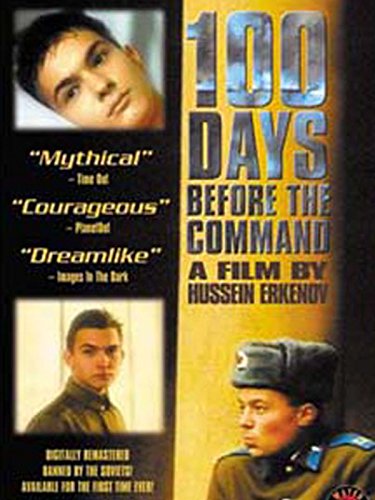 100
DAYS
BEFORE THE
COMMAND
A FILM BY
HUSSEIN ERKENOV
"Mythical"
– Time Out
"Courageous"
– PlanetOut
"Dreamlike"
– Images In The Dark
DIGITALLY REMASTERED
BANNED BY THE SOVIETS!
AVAILABLE FOR THE FIRST TIME EVER!